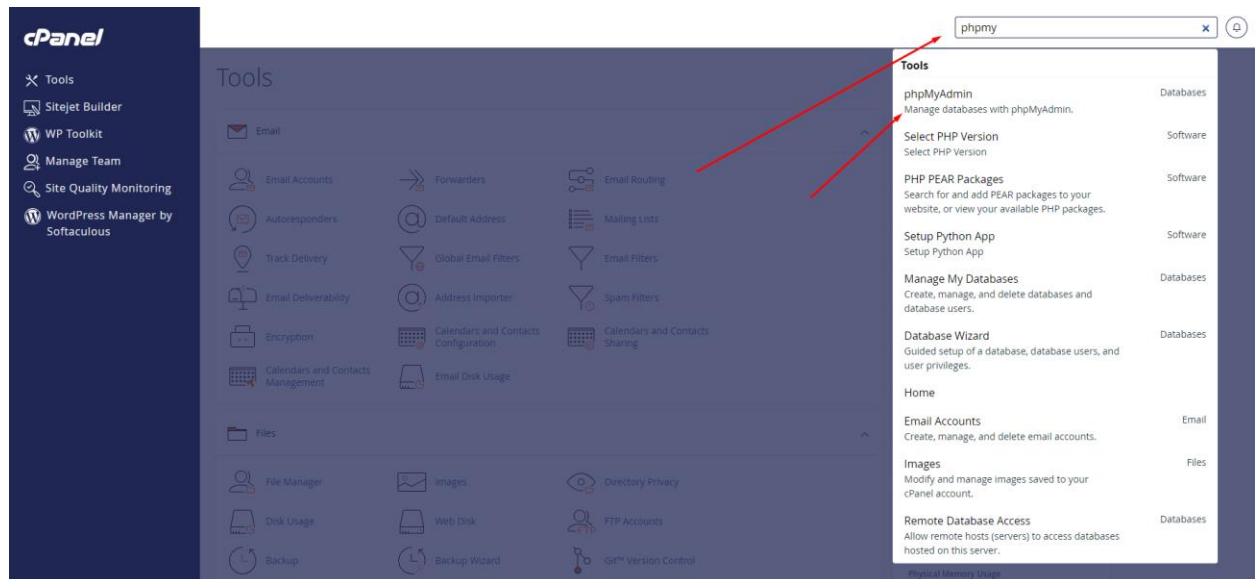 cPanel
Tools
Sitejet Builder
WP Toolkit
Manage Team
Site Quality Monitoring
WordPress Manager by
Softaculous
phpmy
Tools
Email
Email Accounts
Forwarders
Email Routing
Autoresponders
Default Address
Mailing Lists
Track Delivery
Global Email Filters
Email Filters
Email Deliverability
Address Importer
Spam Filters
Encryption
Calendars and Contacts
Configuration
Calendars and Contacts
Sharing
Calendars and Contacts
Management
Email Disk Usage
Files
File Manager
Images
Directory Privacy
Disk Usage
Web Disk
FTP Accounts
Backup
Backup Wizard
Git™ Version Control
Tools
phpMyAdmin Databases
Manage databases with phpMyAdmin.
Select PHP Version Software
Select PHP Version
PHP PEAR Packages Software
Search for and add PEAR packages to your
website, or view your available PHP packages.
Setup Python App Software
Setup Python App
Manage My Databases Databases
Create, manage, and delete databases and
database users.
Database Wizard Databases
Guided setup of a database, database users, and
user privileges.
Home
Email Accounts Email
Create, manage, and delete email accounts.
Images Files
Modify and manage images saved to your
cPanel account.
Remote Database Access Databases
Allow remote hosts (servers) to access databases
hosted on this server.
Physical Memory Usage